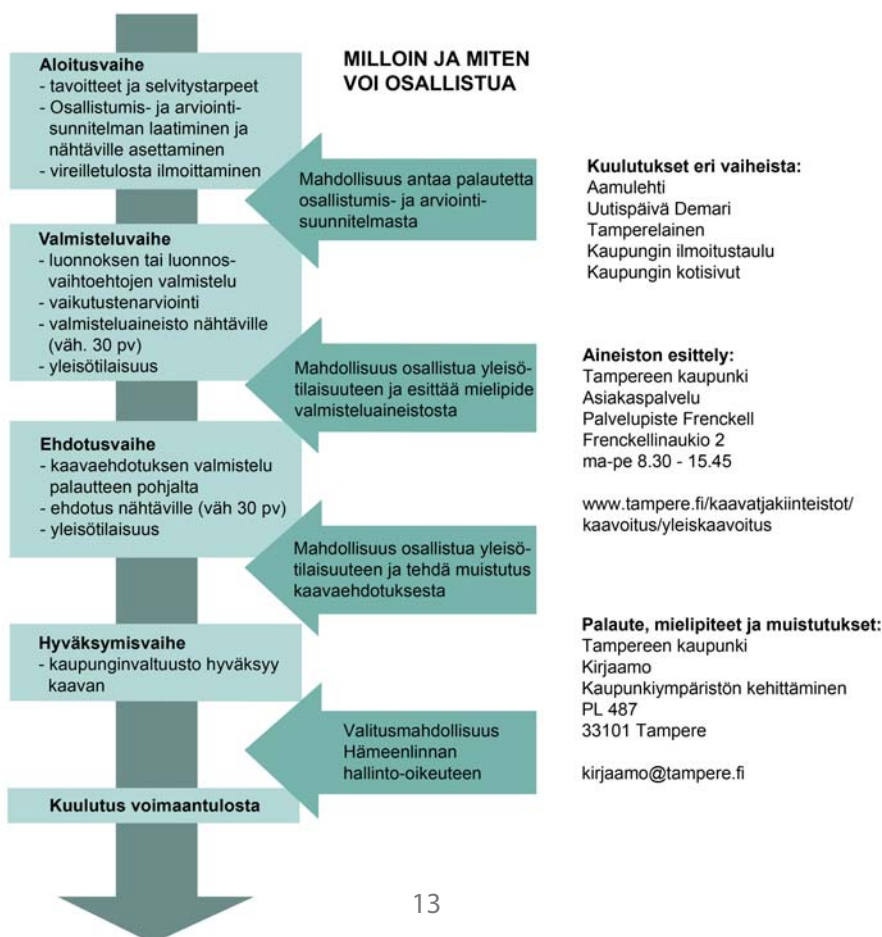 Aloitusvaihe
- tavoitteet ja selvitystarpeet
- Osallistumis- ja arviointi-
sunnitelman laatiminen ja
nähtäville asettaminen
- vireilletulosta ilmoittaminen
Valmisteluvaihe
- luonnoksen tai luonnos-
vaihtoehtojen valmistelu
- vaikutustenarviointi
- valmisteluaineisto nähtäville
(väh. 30 pv)
- yleisötilaisuus
Ehdotusvaihe
- kaavaehdotuksen valmistelu
palautteen pohjalta
- ehdotus nähtäville (väh 30 pv)
- yleisötilaisuus
Hyväksymisvaihe
- kaupunginvaltuusto hyväksyy
kaavan
Kuulutus voimaantulosta
MILLOIN JA MITEN
VOI OSALLISTUA
Mahdollisuus antaa palautetta
osallistumis- ja arviointi-
suunnitelmasta
Mahdollisuus osallistua yleisö-
tilaisuuteen ja esittää mielipide
valmisteluaineistosta
Mahdollisuus osallistua yleisö-
tilaisuuteen ja tehdä muistutus
kaavaehdotuksesta
Valitusmahdollisuus
Hämeenlinnan
hallinto-oikeuteen
Kuulutukset eri vaiheista:
Aamulehti
Uutispäivä Demari
Tamperelainen
Kaupungin ilmoitustaulu
Kaupungin kotisivut
Aineiston esittely:
Tampereen kaupunki
Asiakaspalvelu
Palvelupiste Frenckell
Frenckellinaukio 2
ma-pe 8.30 - 15.45
www.tampere.fi/kaavatjakiinteistot/
kaavoitus/yleiskaavoitus
Palaute, mielipiteet ja muistutukset:
Tampereen kaupunki
Kirjaamo
Kaupunkiympäristön kehittäminen
PL 487
33101 Tampere
kirjaamo@tampere.fi
13